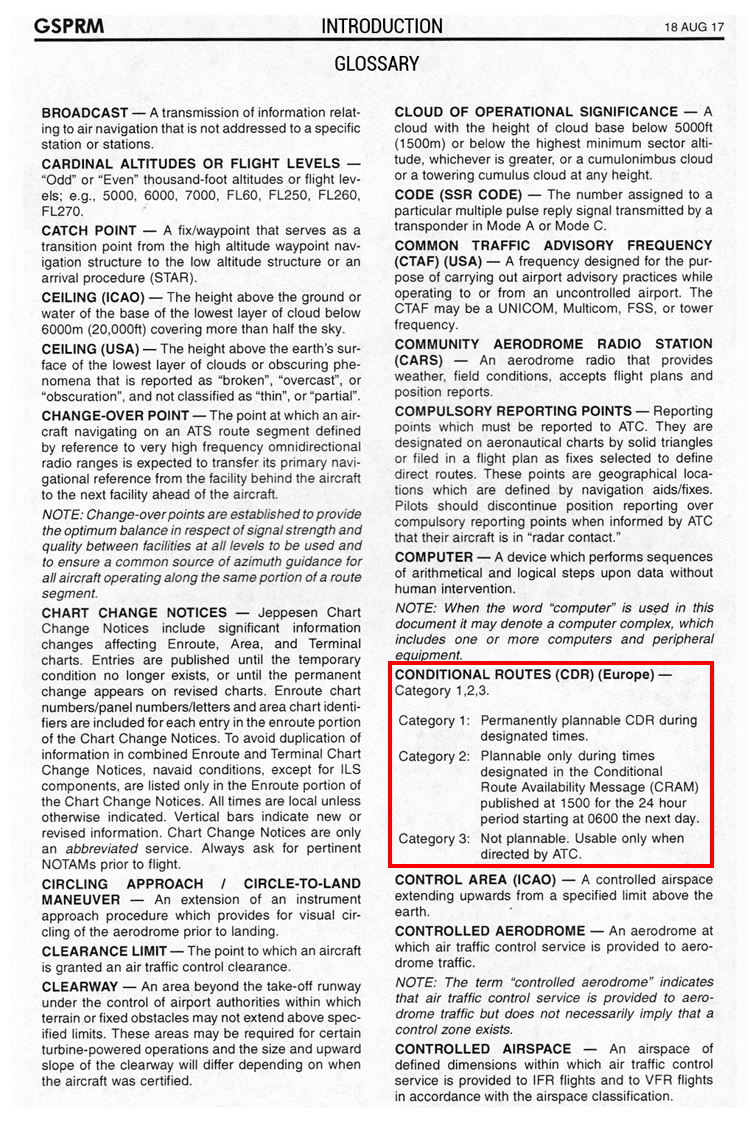 GSPRM
INTRODUCTION
18 AUG 17
GLOSSARY
BROADCAST — A transmission of information relat-
ing to air navigation that is not addressed to a specific
station or stations.
CARDINAL ALTITUDES OR FLIGHT LEVELS —
“Odd” or “Even” thousand-foot altitudes or flight lev-
els; e.g., 5000, 6000, 7000, FL60, FL250, FL260,
FL270.
CATCH POINT — A fix/waypoint that serves as a
transition point from the high altitude waypoint nav-
igation structure to the low altitude structure or an
arrival procedure (STAR).
CEILING (ICAO) — The height above the ground or
water of the base of the lowest layer of cloud below
6000m (20,000ft) covering more than half the sky.
CEILING (USA) — The height above the earth's sur-
face of the lowest layer of clouds or obscuring phe-
nomena that is reported as “broken”, “overcast”, or
“obscuration”, and not classified as “thin”, or “partial”.
CHANGE-OVER POINT — The point at which an air-
craft navigating on an ATS route segment defined
by reference to very high frequency omnidirectional
radio ranges is expected to transfer its primary navi-
gational reference from the facility behind the aircraft
to the next facility ahead of the aircraft.
NOTE: Change-over points are established to provide
the optimum balance in respect of signal strength and
quality between facilities at all levels to be used and
to ensure a common source of azimuth guidance for
all aircraft operating along the same portion of a route
segment.
CHART CHANGE NOTICES — Jeppesen Chart
Change Notices include significant information
changes affecting Enroute, Area, and Terminal
charts. Entries are published until the temporary
condition no longer exists, or until the permanent
change appears on revised charts. Enroute chart
numbers/panel numbers/letters and area chart identi-
fiers are included for each entry in the enroute portion
of the Chart Change Notices. To avoid duplication of
information in combined Enroute and Terminal Chart
Change Notices, navaid conditions, except for ILS
components, are listed only in the Enroute portion of
the Chart Change Notices. All times are local unless
otherwise indicated. Vertical bars indicate new or
revised information. Chart Change Notices are only
an abbreviated service. Always ask for pertinent
NOTAMs prior to flight.
CIRCLING APPROACH / CIRCLE-TO-LAND
MANEUVER — An extension of an instrument
approach procedure which provides for visual cir-
cling of the aerodrome prior to landing.
CLEARANCE LIMIT — The point to which an aircraft
is granted an air traffic control clearance.
CLEARWAY — An area beyond the take-off runway
under the control of airport authorities within which
terrain or fixed obstacles may not extend above spec-
ified limits. These areas may be required for certain
turbine-powered operations and the size and upward
slope of the clearway will differ depending on when
the aircraft was certified.
CLOUD OF OPERATIONAL SIGNIFICANCE — A
cloud with the height of cloud base below 5000ft
(1500m) or below the highest minimum sector alti-
tude, whichever is greater, or a cumulonimbus cloud
or a towering cumulus cloud at any height.
CODE (SSR CODE) — The number assigned to a
particular multiple pulse reply signal transmitted by a
transponder in Mode A or Mode C.
COMMON TRAFFIC ADVISORY FREQUENCY
(CTAF) (USA) — A frequency designed for the pur-
pose of carrying out airport advisory practices while
operating to or from an uncontrolled airport. The
CTAF may be a UNICOM, Multicom, FSS, or tower
frequency.
COMMUNITY AERODROME RADIO STATION
(CARS) — An aerodrome radio that provides
weather, field conditions, accepts flight plans and
position reports.
COMPULSORY REPORTING POINTS — Reporting
points which must be reported to ATC. They are
designated on aeronautical charts by solid triangles
or filed in a flight plan as fixes selected to define
direct routes. These points are geographical loca-
tions which are defined by navigation aids/fixes.
Pilots should discontinue position reporting over
compulsory reporting points when informed by ATC
that their aircraft is in “radar contact.”
COMPUTER — A device which performs sequences
of arithmetical and logical steps upon data without
human intervention.
NOTE: When the word “computer” is used in this
document it may denote a computer complex, which
includes one or more computers and peripheral
equipment.
CONDITIONAL ROUTES (CDR) (Europe) —
Category 1,2,3.
Category 1: Permanently plannable CDR during
designated times.
Category 2: Plannable only during times
designated in the Conditional
Route Availability Message (CRAM)
published at 1500 for the 24 hour
period starting at 0600 the next day.
Category 3: Not plannable. Usable only when
directed by ATC.
CONTROL AREA (ICAO) — A controlled airspace
extending upwards from a specified limit above the
earth.
CONTROLLED AERODROME — An aerodrome at
which air traffic control service is provided to aero-
drome traffic.
NOTE: The term “controlled aerodrome” indicates
that air traffic control service is provided to aero-
drome traffic but does not necessarily imply that a
control zone exists.
CONTROLLED AIRSPACE — An airspace of
defined dimensions within which air traffic control
service is provided to IFR flights and to VFR flights
in accordance with the airspace classification.